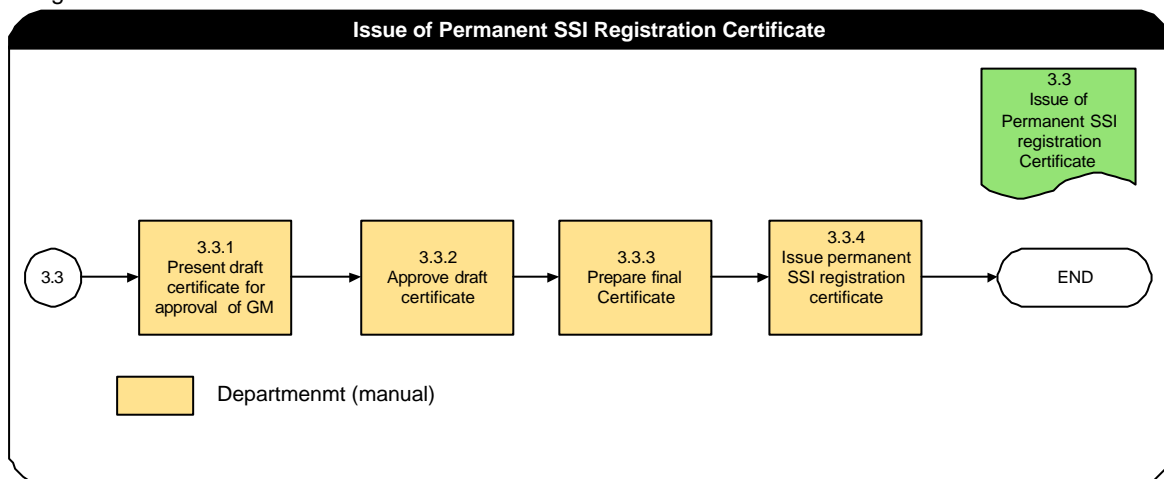 Issue of Permanent SSI Registration Certificate
3.3
Issue of
Permanent SSI
registration
Certificate
3.3
3.3.1
Present draft
certificate for
approval of GM
3.3.2
Approve draft
certificate
3.3.3
Prepare final
Certificate
3.3.4
Issue permanent
SSI registration
certificate
END
Departmenmt (manual)